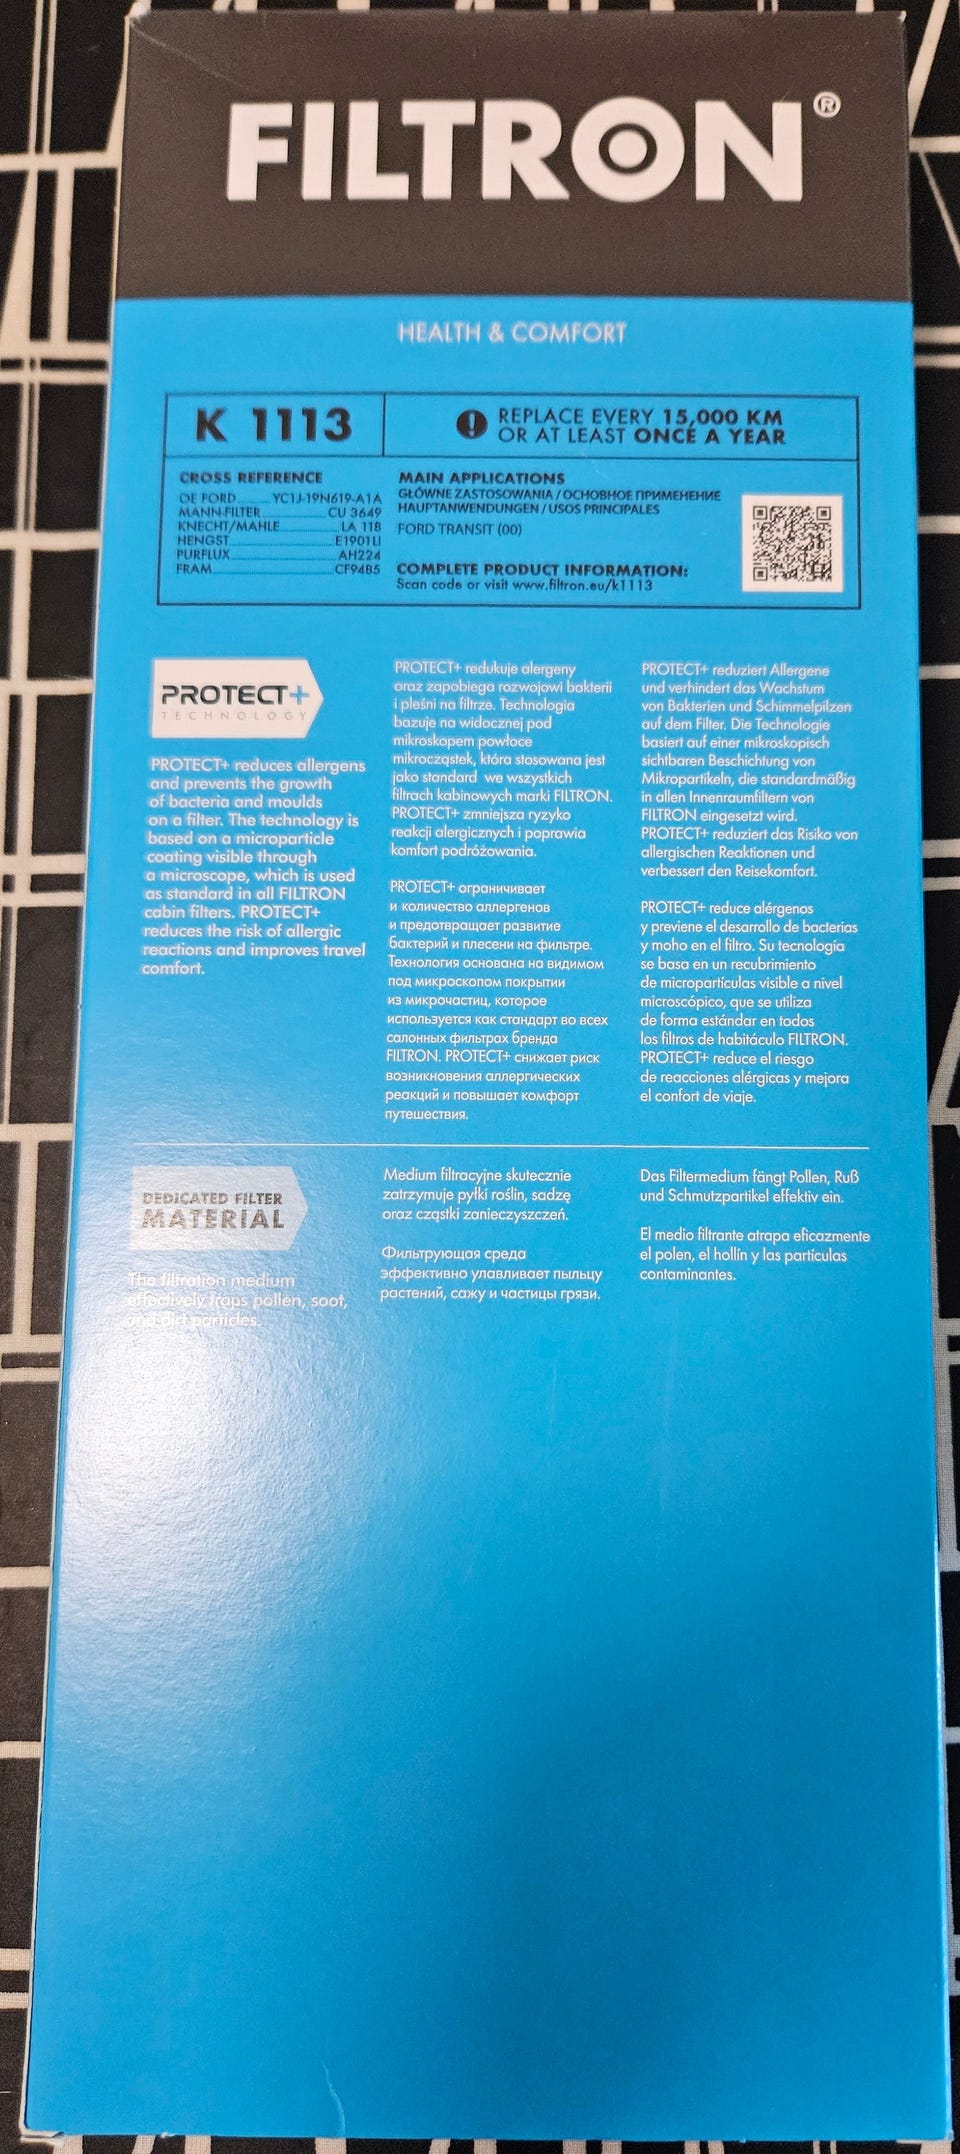 FILTRON®
HEALTH & COMFORT
K 1113
REPLACE EVERY 15,000 KM
OR AT LEAST ONCE A YEAR
CROSS REFERENCE
OE FORD YC1J-19N619-A1A
MANN-FILTER CU 3649
KNECHT/MAHLE LA 118
HENGST E1901LI
PURFLUX AH224
FRAM CF9485
MAIN APPLICATIONS
GŁÓWNE ZASTOSOWANIA / ОСНОВНОЕ ПРИМЕНЕНИЕ
HAUPTANWENDUNGEN / USOS PRINCIPALES
FORD TRANSIT (00)
COMPLETE PRODUCT INFORMATION:
Scan code or visit www.filtron.eu/k1113
PROTECT+
TECHNOLOGY
PROTECT+ reduces allergens
and prevents the growth
of bacteria and moulds
on a filter. The technology is
based on a microparticle
coating visible through
a microscope, which is used
as standard in all FILTRON
cabin filters. PROTECT+
reduces the risk of allergic
reactions and improves travel
comfort.
PROTECT+ redukuje alergeny
oraz zapobiega rozwojowi bakterii
i pleśni na filtrze. Technologia
bazuje na widocznej pod
mikroskopem powłoce
mikrocząstek, która stosowana jest
jako standard we wszystkich
filtrach kabinowych marki FILTRON.
PROTECT+ zmniejsza ryzyko
reakcji alergicznych i poprawia
komfort podróżowania.
PROTECT+ ограничивает
и количество аллергенов
и предотвращает развитие
бактерий и плесени на фильтре.
Технология основана на видимом
под микроскопом покрытии
из микрочастиц, которое
используется как стандарт во всех
салонных фильтрах бренда
FILTRON. PROTECT+ снижает риск
возникновения аллергических
реакций и повышает комфорт
путешествия.
PROTECT+ reduziert Allergene
und verhindert das Wachstum
von Bakterien und Schimmelpilzen
auf dem Filter. Die Technologie
basiert auf einer mikroskopisch
sichtbaren Beschichtung von
Mikropartikeln, die standardmäßig
in allen Innenraumfiltern von
FILTRON eingesetzt wird.
PROTECT+ reduziert das Risiko von
allergischen Reaktionen und
verbessert den Reisekomfort.
PROTECT+ reduce alérgenos
y previene el desarrollo de bacterias
y moho en el filtro. Su tecnología
se basa en un recubrimiento
de micropartículas visible a nivel
microscópico, que se utiliza
de forma estándar en todos
los filtros de habitáculo FILTRON.
PROTECT+ reduce el riesgo
de reacciones alérgicas y mejora
el confort de viaje.
DEDICATED FILTER
MATERIAL
The filtration medium
effectively traps pollen, soot,
and dirt particles.
Medium filtracyjne skutecznie
zatrzymuje pyłki roślin, sadzę
oraz cząstki zanieczyszczeń.
Фильтрующая среда
эффективно улавливает пыльцу
растений, сажу и частицы грязи.
Das Filtermedium fängt Pollen, Ruß
und Schmutzpartikel effektiv ein.
El medio filtrante atrapa eficazmente
el polen, el hollín y las partículas
contaminantes.